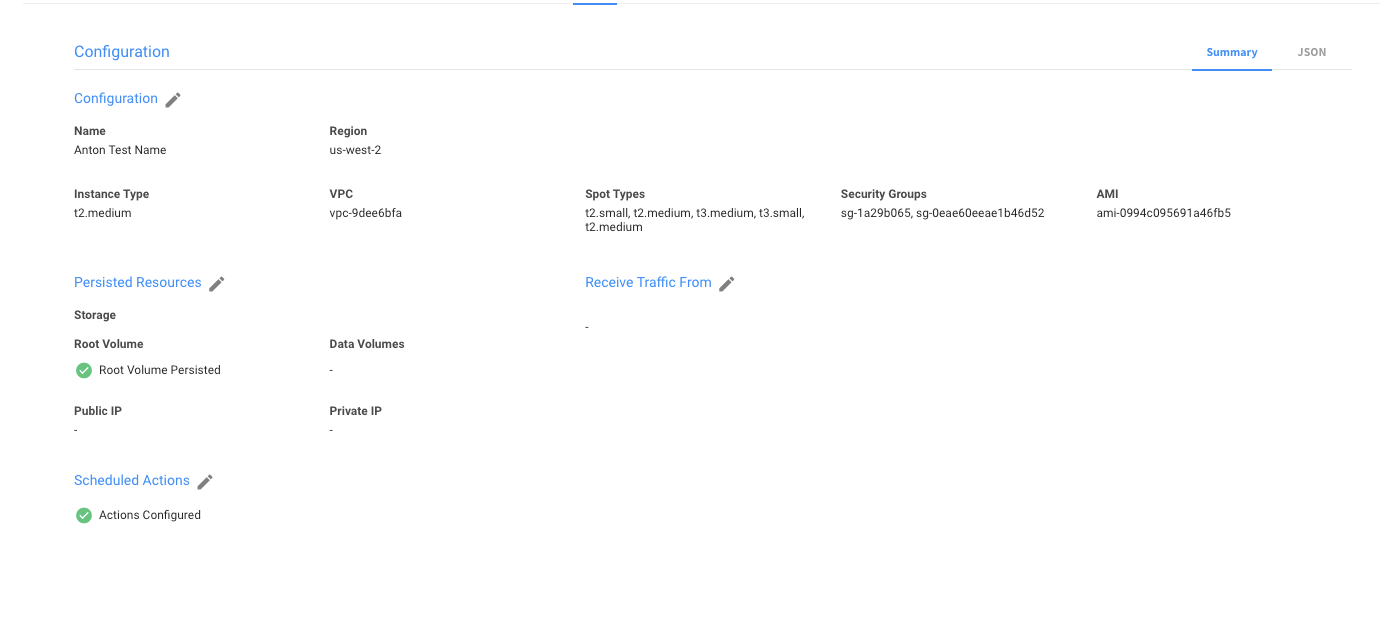 Configuration
Summary JSON
Configuration
Name Region
Anton Test Name us-west-2
Instance Type VPC Spot Types Security Groups AMI
t2.medium vpc-9dee6bfa t2.small, t2.medium, t3.medium, t3.small, sg-1a29b065, sg-0eae60eeae1b46d52 ami-0994c095691a46fb5
t2.medium
Persisted Resources Receive Traffic From
Storage
-
Root Volume Data Volumes
Root Volume Persisted -
Public IP Private IP
- -
Scheduled Actions
Actions Configured